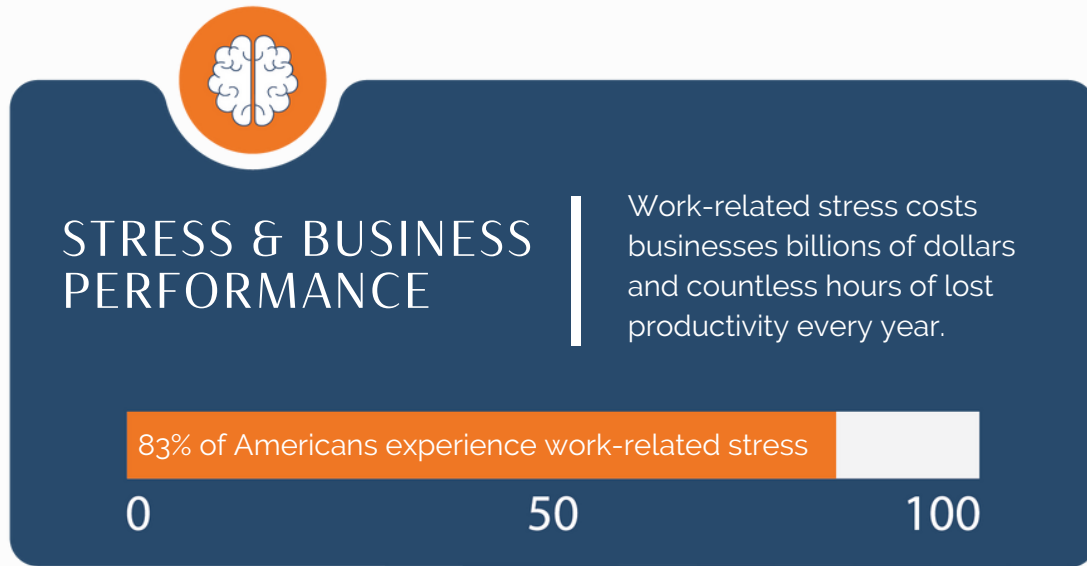 STRESS & BUSINESS
PERFORMANCE
Work-related stress costs
businesses billions of dollars
and countless hours of lost
productivity every year.
83% of Americans experience work-related stress
0 50 100